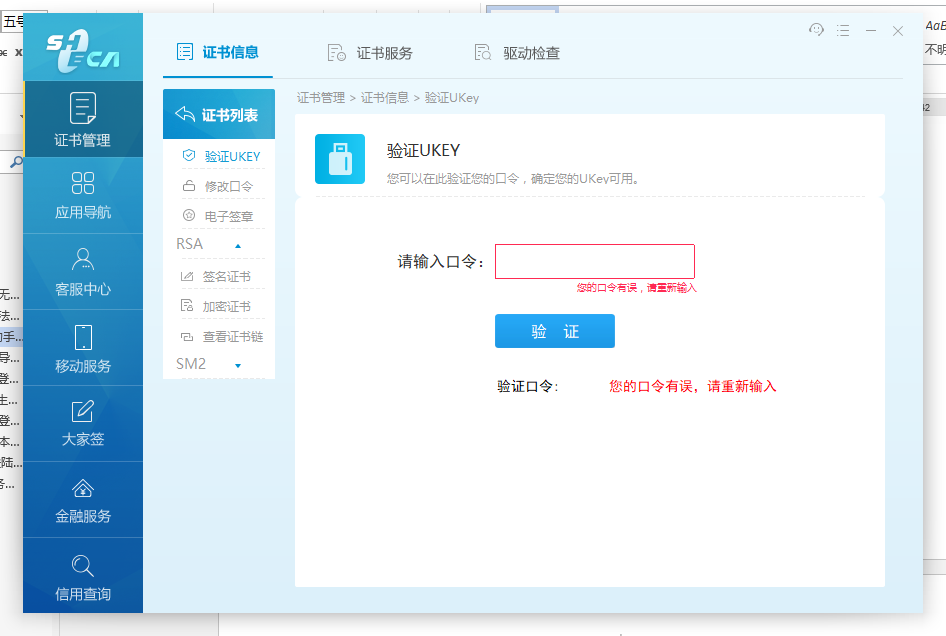 五号
AaB
不明
SHECA
证书信息
证书服务
驱动检查
证书管理
应用导航
客服中心
移动服务
大家签
金融服务
信用查询
证书列表
验证UKEY
修改口令
电子签章
RSA
签名证书
加密证书
查看证书链
SM2
证书管理 > 证书信息 > 验证UKey
验证UKEY
您可以在此验证您的口令，确定您的UKey可用。
请输入口令：
您的口令有误，请重新输入
验 证
验证口令：
您的口令有误，请重新输入
无...
法...
手...
导...
登...
生...
登...
本...
陆...
务...